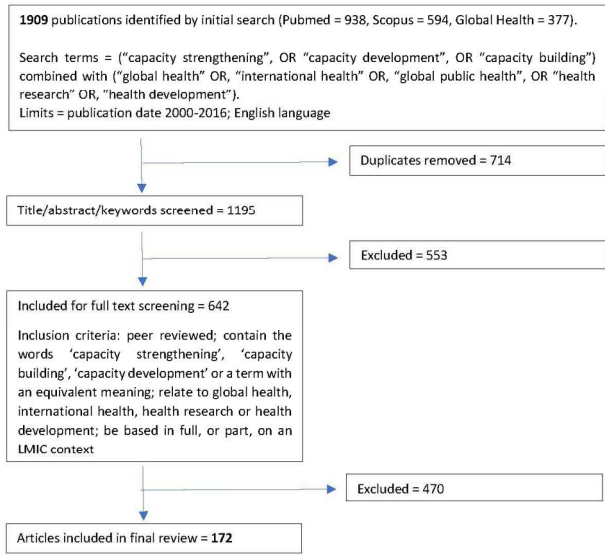 1909 publications identified by initial search (Pubmed = 938, Scopus = 594, Global Health = 377).
Search terms = (“capacity strengthening”, OR “capacity development”, OR “capacity building”)
combined with (“global health” OR, “international health” OR, “global public health”, OR “health
research” OR, “health development”).
Limits = publication date 2000-2016; English language
Duplicates removed = 714
Title/abstract/keywords screened = 1195
Excluded = 553
Included for full text screening = 642
Inclusion criteria: peer reviewed; contain the
words ‘capacity strengthening’, ‘capacity
building’, ‘capacity development’ or a term with
an equivalent meaning; relate to global health,
international health, health research or health
development; be based in full, or part, on an
LMIC context
Excluded = 470
Articles included in final review = 172